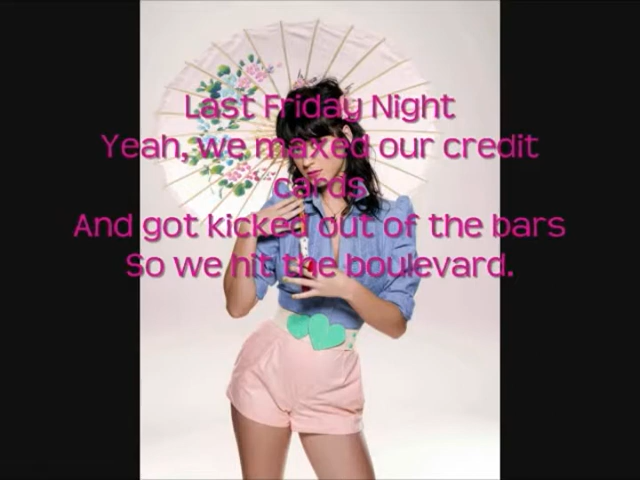 Last Friday Night
Yeah, we maxed our credit
cards
And got kicked out of the bars
So we hit the boulevard.